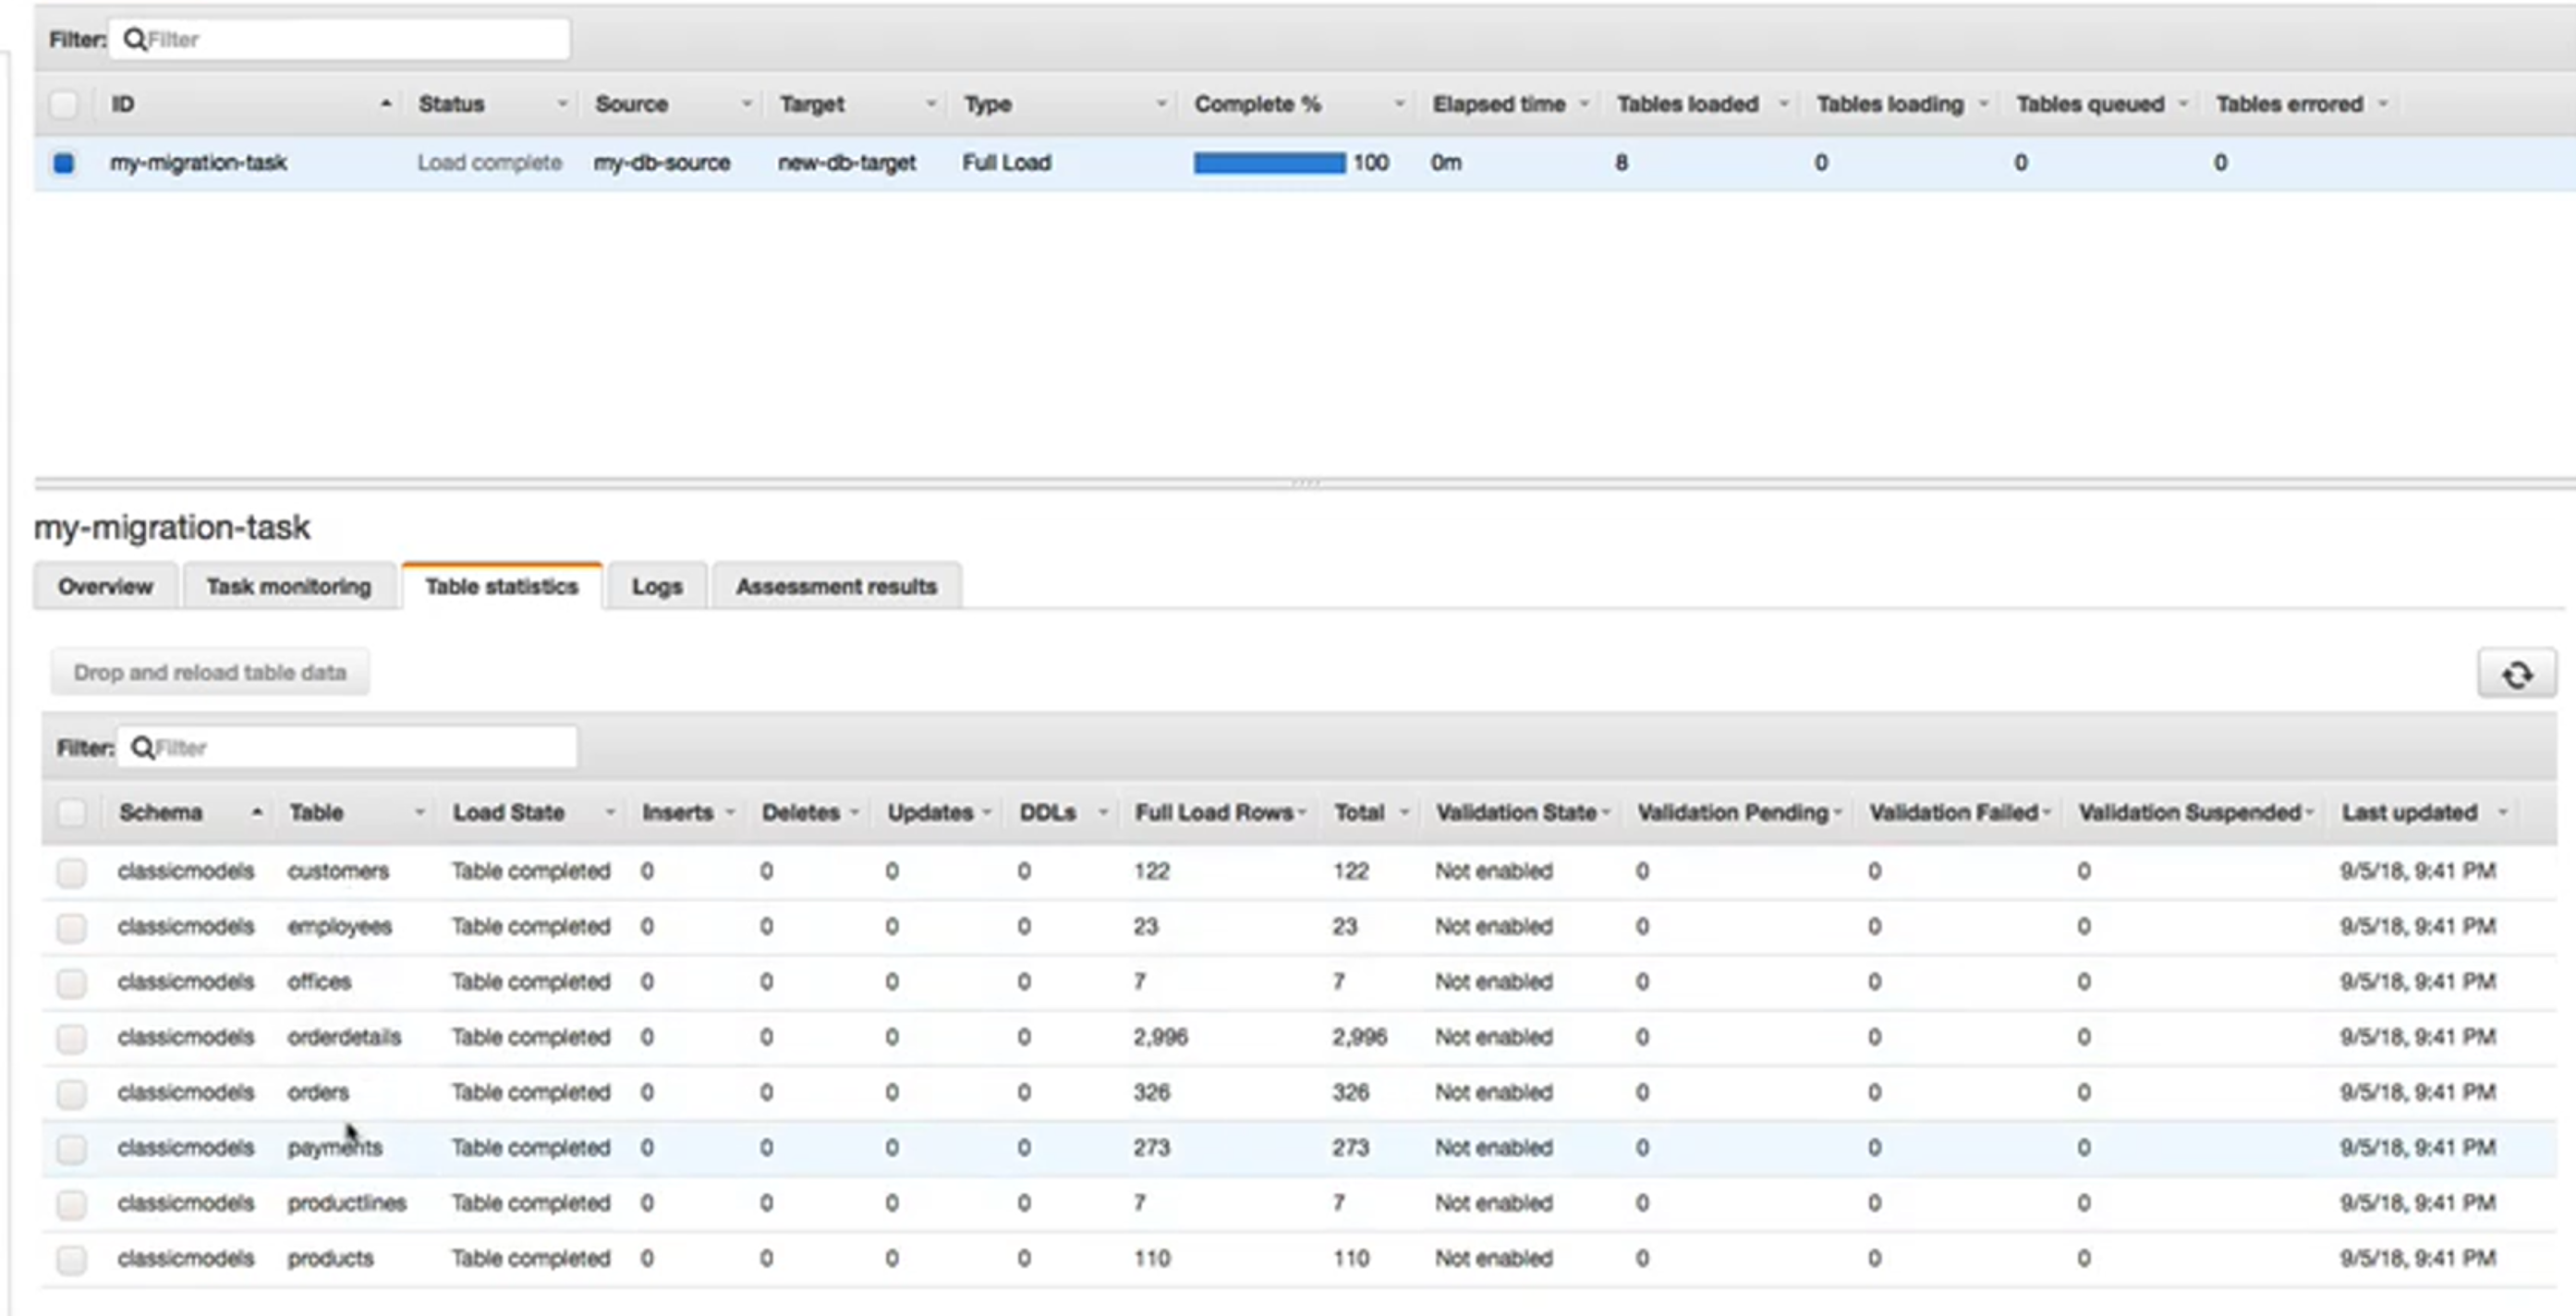 Filter: Filter
ID Status Source Target Type Complete % Elapsed time Tables loaded Tables loading Tables queued Tables errored
my-migration-task Load complete my-db-source new-db-target Full Load 100 0m 8 0 0 0
my-migration-task
Overview Task monitoring Table statistics Logs Assessment results
Drop and reload table data
Filter: Filter
Schema Table Load State Inserts Deletes Updates DDLs Full Load Rows Total Validation State Validation Pending Validation Failed Validation Suspended Last updated
classicmodels customers Table completed 0 0 0 0 122 122 Not enabled 0 0 0 9/5/18, 9:41 PM
classicmodels employees Table completed 0 0 0 0 23 23 Not enabled 0 0 0 9/5/18, 9:41 PM
classicmodels offices Table completed 0 0 0 0 7 7 Not enabled 0 0 0 9/5/18, 9:41 PM
classicmodels orderdetails Table completed 0 0 0 0 2,996 2,996 Not enabled 0 0 0 9/5/18, 9:41 PM
classicmodels orders Table completed 0 0 0 0 326 326 Not enabled 0 0 0 9/5/18, 9:41 PM
classicmodels payments Table completed 0 0 0 0 273 273 Not enabled 0 0 0 9/5/18, 9:41 PM
classicmodels productlines Table completed 0 0 0 0 7 7 Not enabled 0 0 0 9/5/18, 9:41 PM
classicmodels products Table completed 0 0 0 0 110 110 Not enabled 0 0 0 9/5/18, 9:41 PM